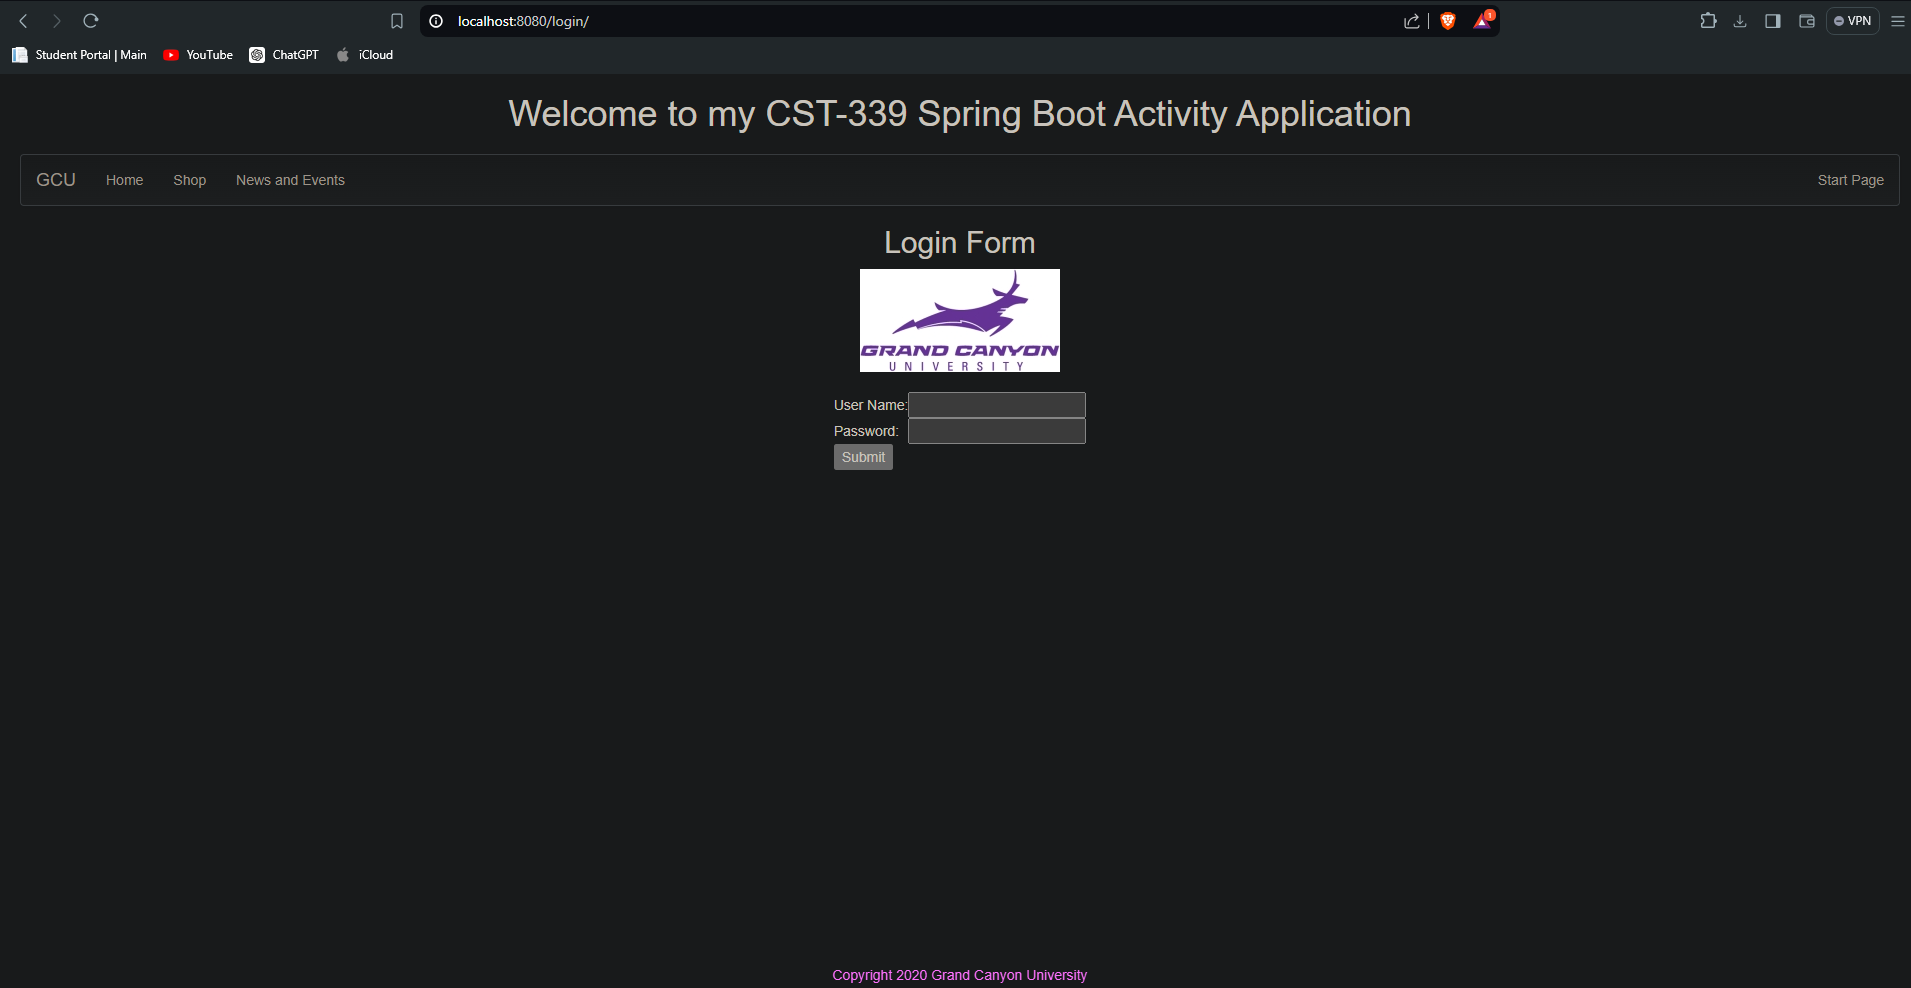 localhost:8080/login/
1
VPN
Student Portal | Main YouTube ChatGPT iCloud
Welcome to my CST-339 Spring Boot Activity Application
GCU Home Shop News and Events Start Page
Login Form
GRAND CANYON
UNIVERSITY
User Name:
Password:
Submit
Copyright 2020 Grand Canyon University